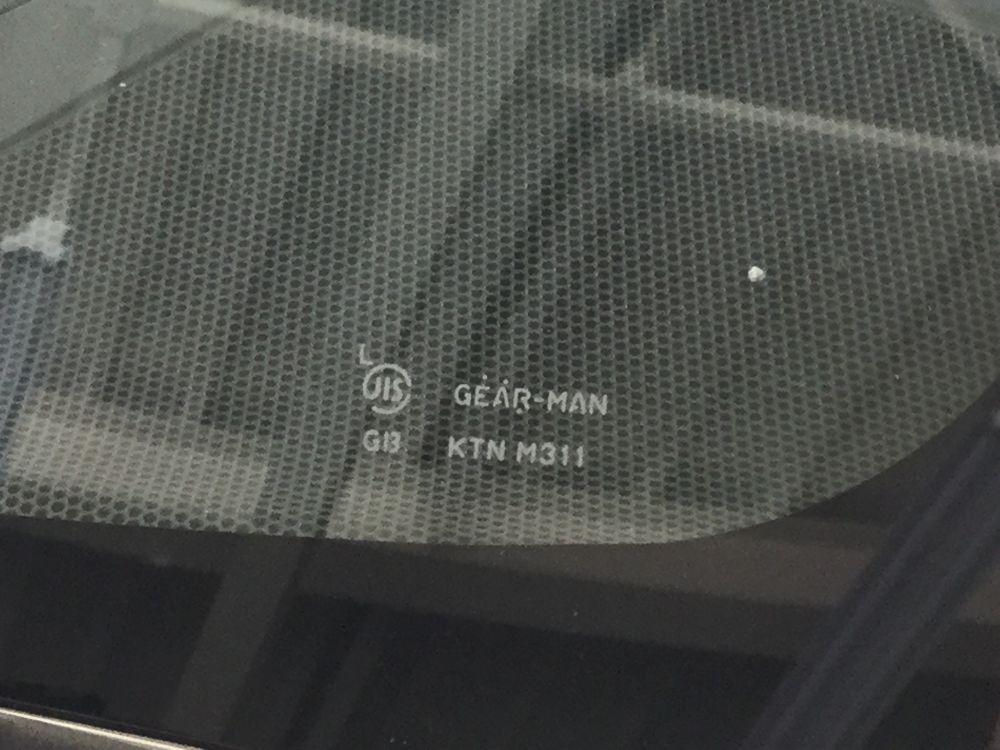 L
JIS GEAR-MAN
G13 KTN M311